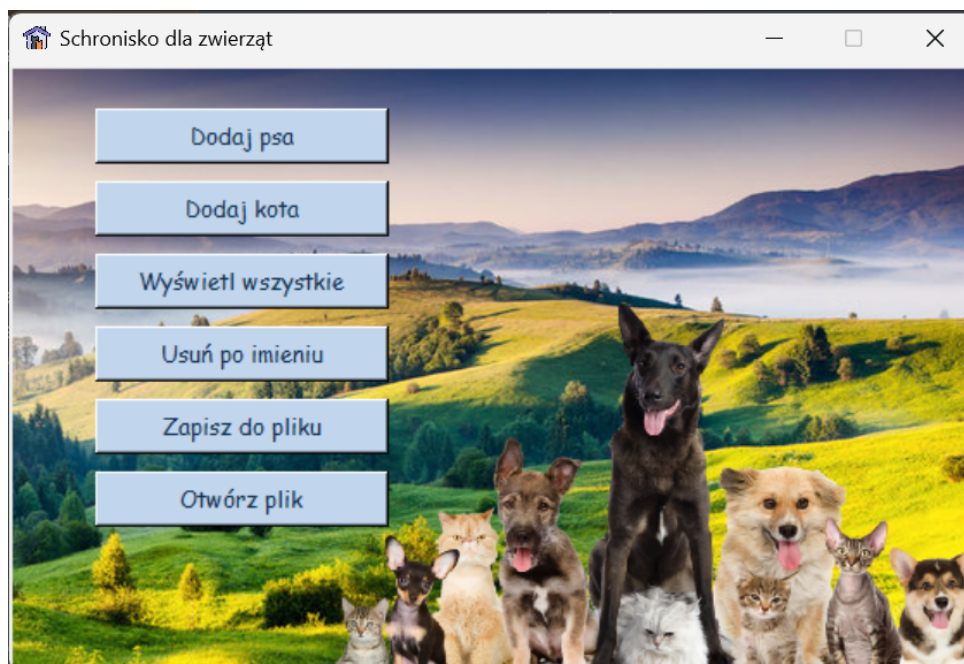 Schronisko dla zwierząt
Dodaj psa
Dodaj kota
Wyświetl wszystkie
Usuń po imieniu
Zapisz do pliku
Otwórz plik